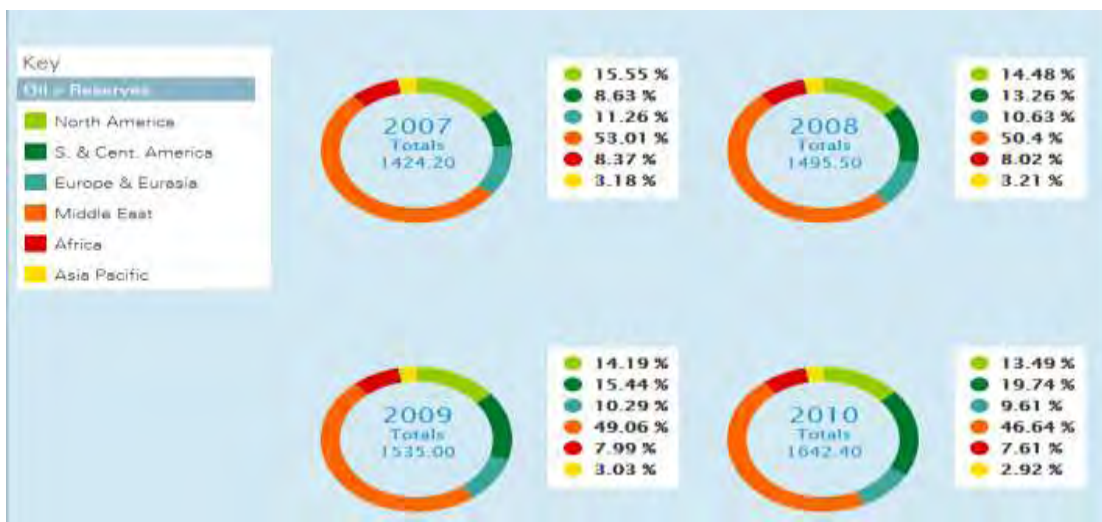 Key
Oil - Reserves
North America
S. & Cent. America
Europe & Eurasia
Middle East
Africa
Asia Pacific
2007
Totals
1424.20
15.55 %
8.63 %
11.26 %
53.01 %
8.37 %
3.18 %
2008
Totals
1495.50
14.48 %
13.26 %
10.63 %
50.4 %
8.02 %
3.21 %
2009
Totals
1535.00
14.19 %
15.44 %
10.29 %
49.06 %
7.99 %
3.03 %
2010
Totals
1642.40
13.49 %
19.74 %
9.61 %
46.64 %
7.61 %
2.92 %